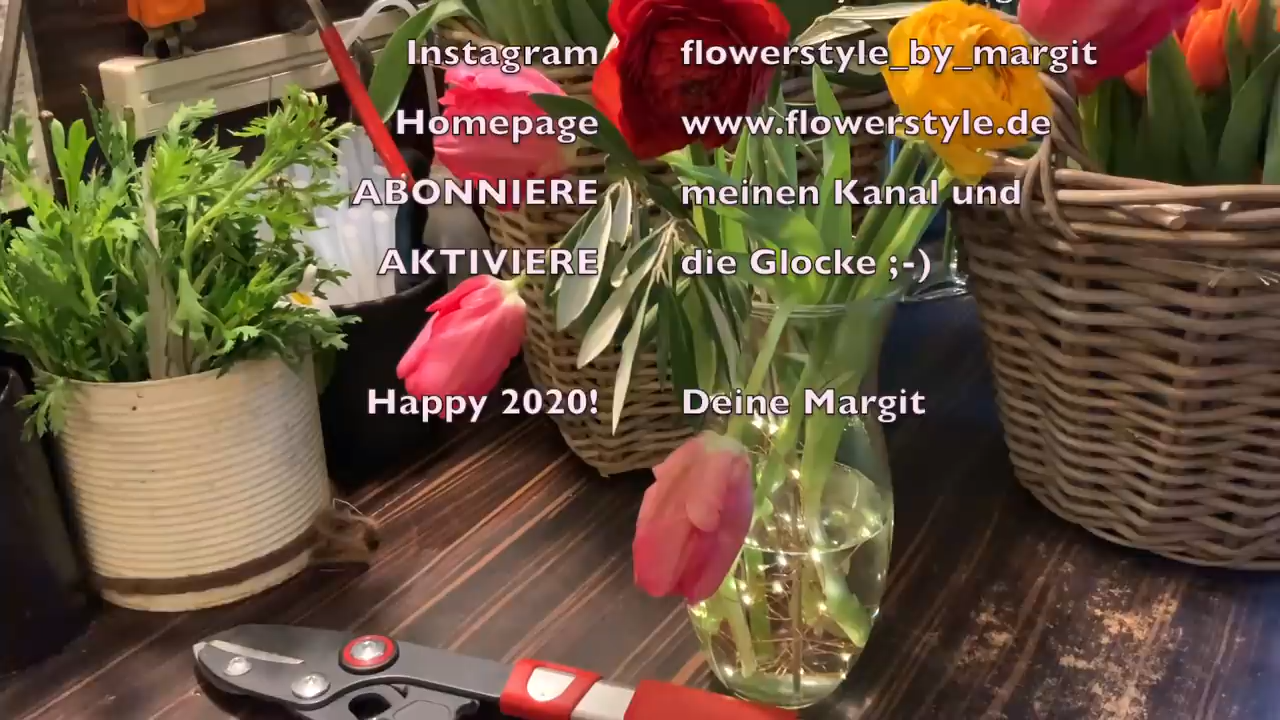 Instagram flowerstyle_by_margit
Homepage www.flowerstyle.de
ABONNIERE meinen Kanal und
AKTIVIERE die Glocke ;-)
Happy 2020! Deine Margit